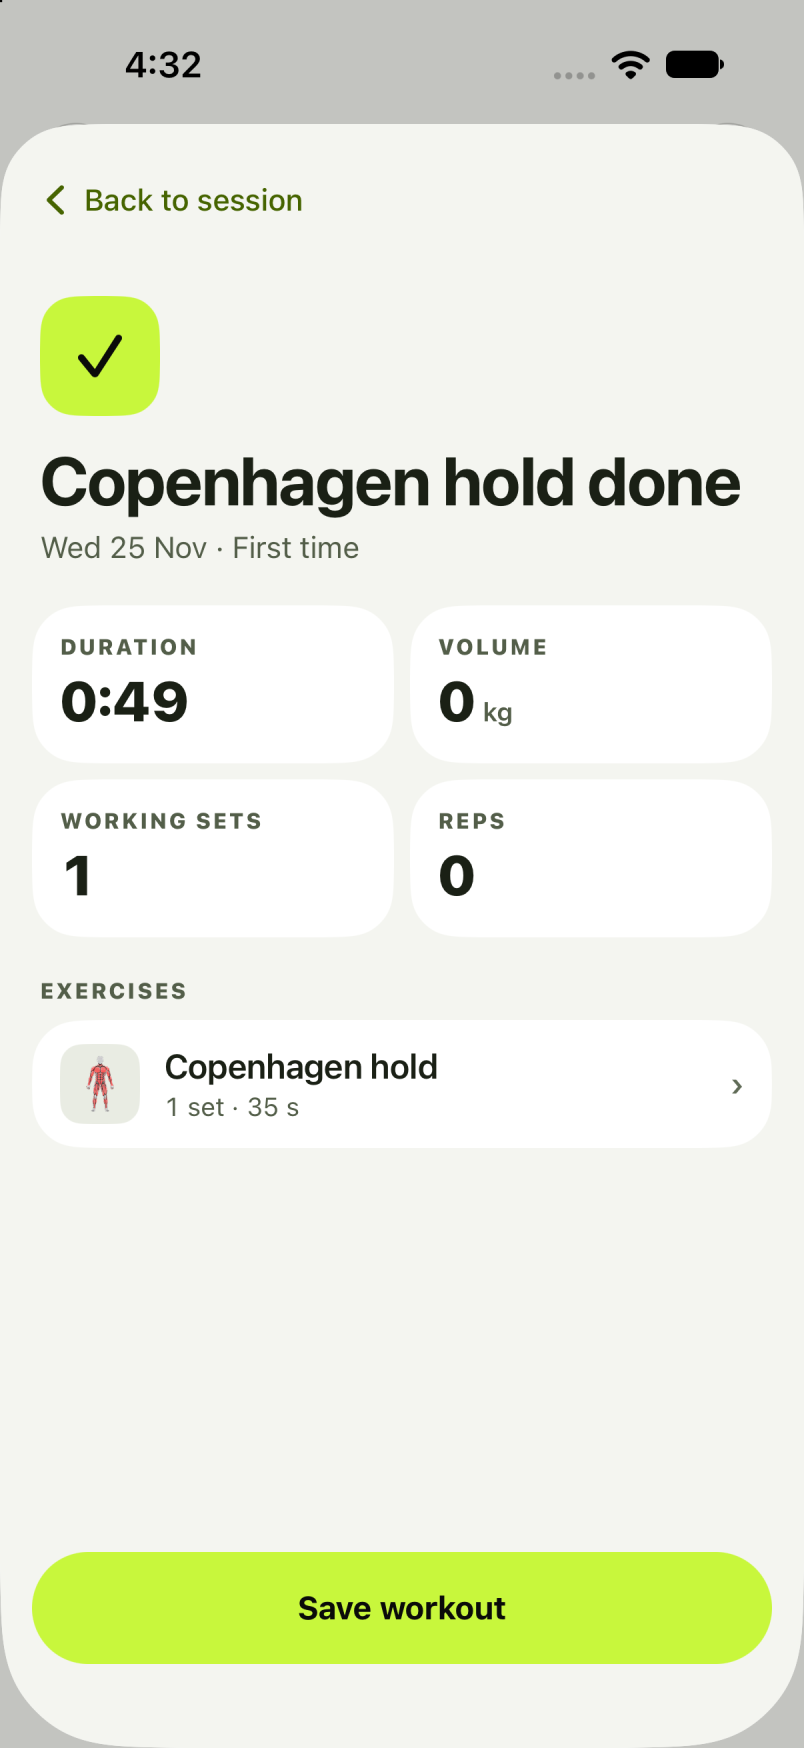 4:32
Back to session
Copenhagen hold done
Wed 25 Nov · First time
DURATION
0:49
VOLUME
0 kg
WORKING SETS
1
REPS
0
EXERCISES
Copenhagen hold
1 set · 35 s
Save workout